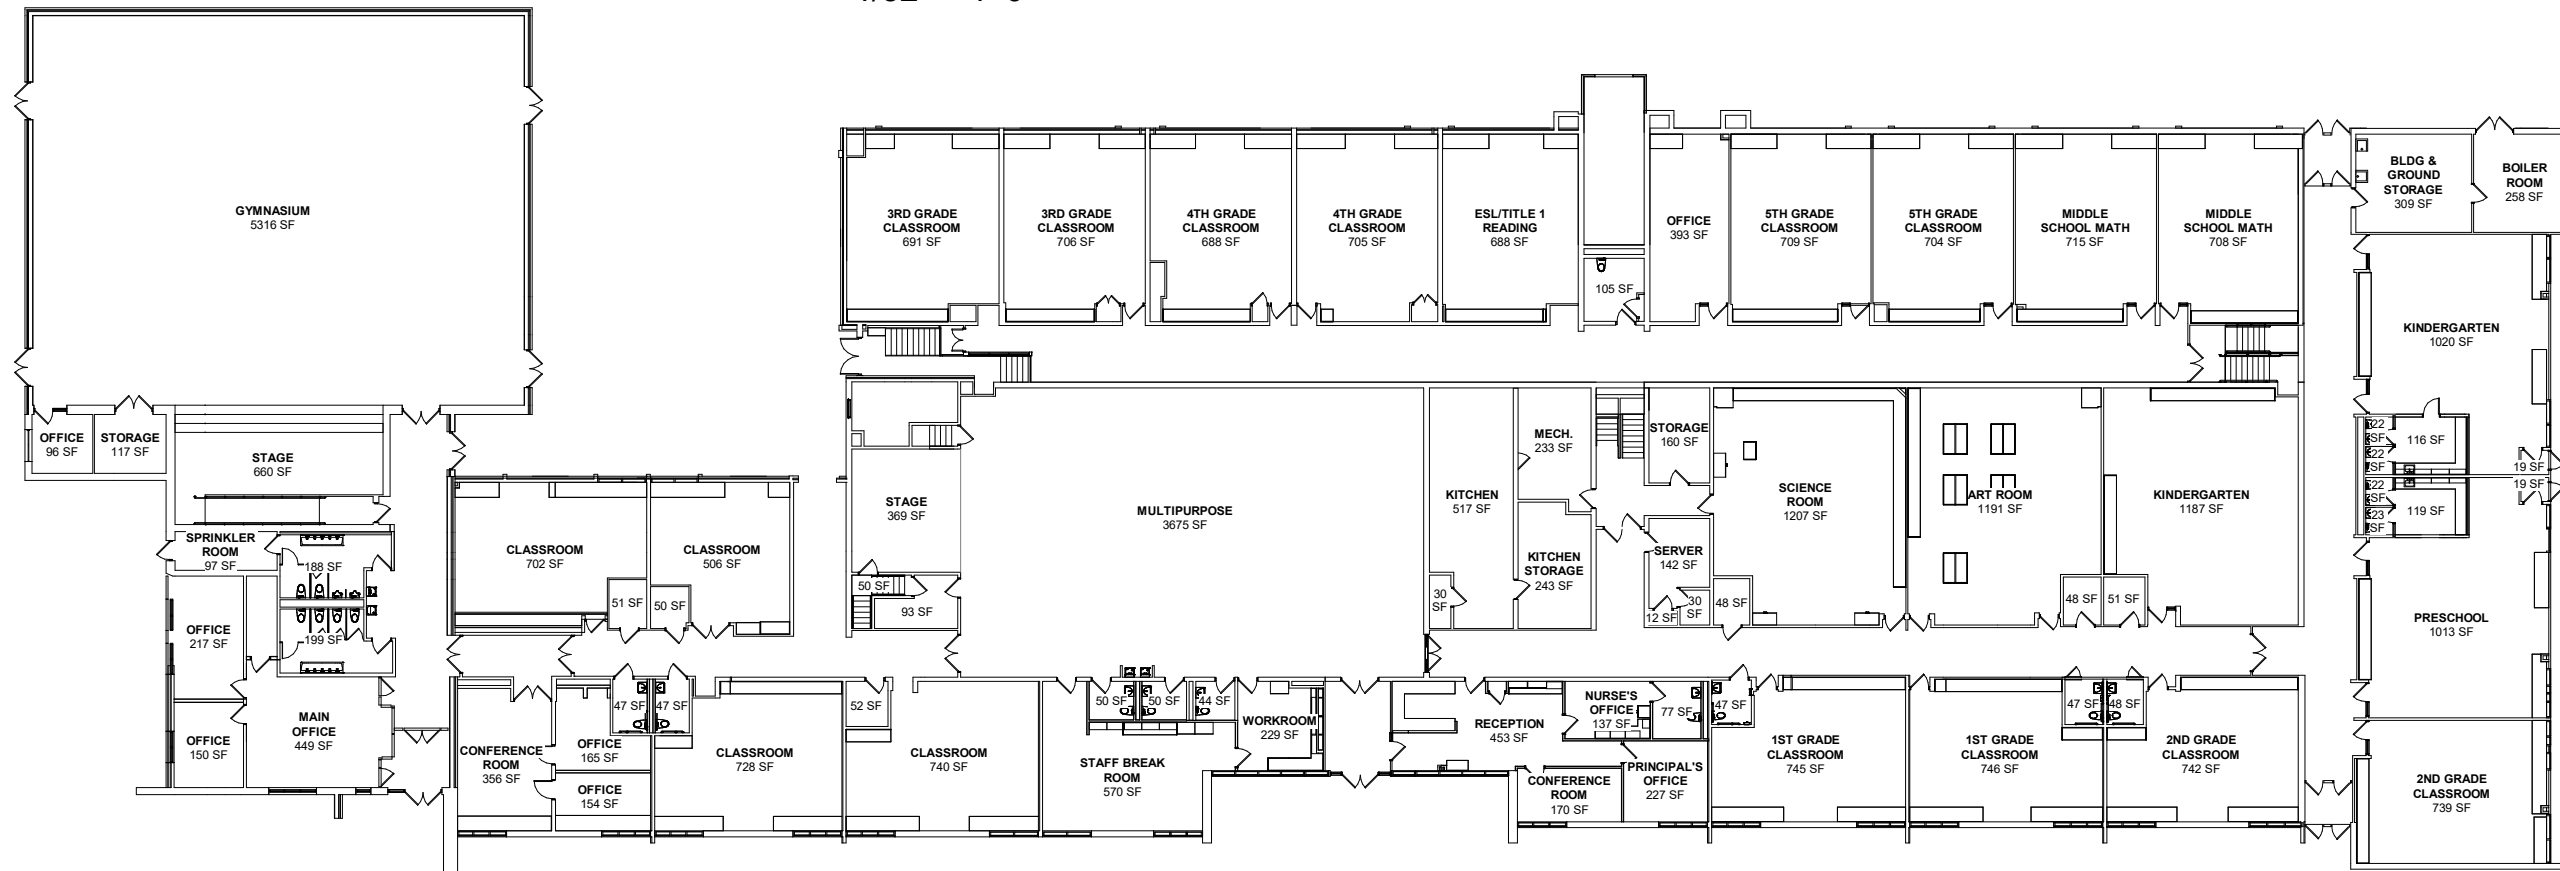 GYMNASIUM
5316 SF
3RD GRADE
CLASSROOM
691 SF
3RD GRADE
CLASSROOM
706 SF
4TH GRADE
CLASSROOM
688 SF
4TH GRADE
CLASSROOM
705 SF
ESL/TITLE 1
READING
688 SF
OFFICE
393 SF
5TH GRADE
CLASSROOM
709 SF
5TH GRADE
CLASSROOM
704 SF
MIDDLE
SCHOOL MATH
715 SF
MIDDLE
SCHOOL MATH
708 SF
BLDG &
GROUND
STORAGE
309 SF
BOILER
ROOM
258 SF
105 SF
KINDERGARTEN
1020 SF
OFFICE
96 SF
STORAGE
117 SF
STAGE
660 SF
STAGE
369 SF
MULTIPURPOSE
3675 SF
KITCHEN
517 SF
MECH.
233 SF
STORAGE
160 SF
SCIENCE
ROOM
1207 SF
ART ROOM
1191 SF
KINDERGARTEN
1187 SF
22
SF
22
SF
116 SF
19 SF
19 SF
22
SF
23
SF
119 SF
SPRINKLER
ROOM
97 SF
188 SF
199 SF
CLASSROOM
702 SF
CLASSROOM
506 SF
51 SF
50 SF
50 SF
93 SF
30
SF
KITCHEN
STORAGE
243 SF
SERVER
142 SF
12 SF
30
SF
48 SF
48 SF
51 SF
PRESCHOOL
1013 SF
OFFICE
217 SF
OFFICE
150 SF
MAIN
OFFICE
449 SF
CONFERENCE
ROOM
356 SF
OFFICE
165 SF
OFFICE
154 SF
47 SF
47 SF
CLASSROOM
728 SF
52 SF
CLASSROOM
740 SF
50 SF
50 SF
44 SF
STAFF BREAK
ROOM
570 SF
WORKROOM
229 SF
RECEPTION
453 SF
NURSE'S
OFFICE
137 SF
77 SF
CONFERENCE
ROOM
170 SF
PRINCIPAL'S
OFFICE
227 SF
47 SF
1ST GRADE
CLASSROOM
745 SF
1ST GRADE
CLASSROOM
746 SF
47 SF
48 SF
2ND GRADE
CLASSROOM
742 SF
2ND GRADE
CLASSROOM
739 SF